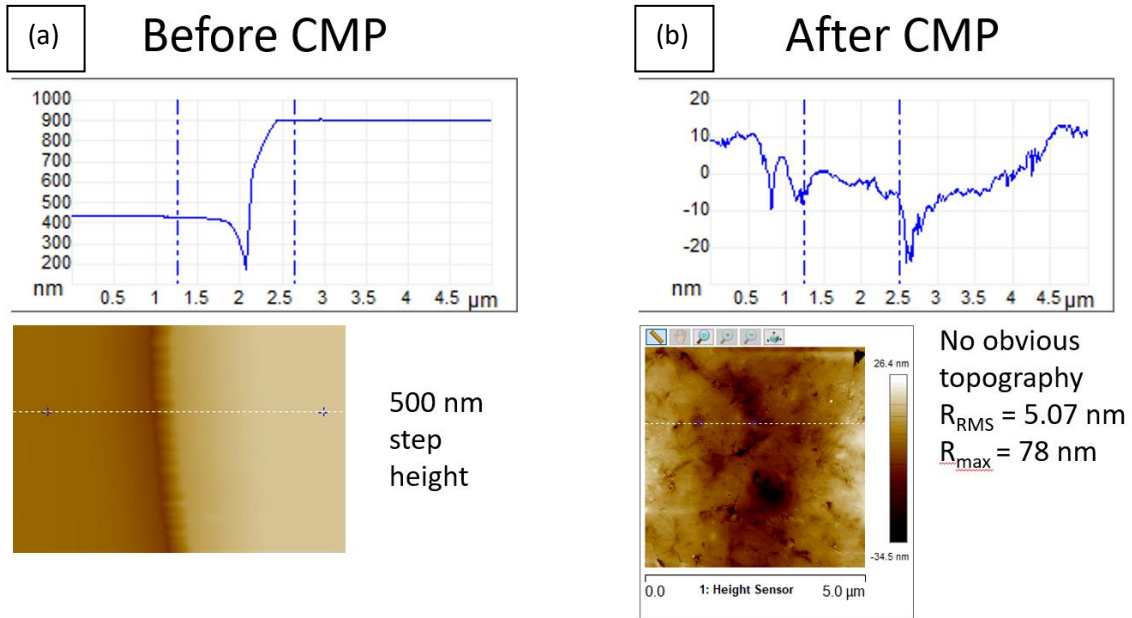 (a)
Before CMP
1000
900
800
700
600
500
400
300
200
nm
0.5 1 1.5 2 2.5 3 3.5 4 4.5 µm
500 nm
step
height
(b)
After CMP
20
10
0
-10
-20
nm
0.5 1 1.5 2 2.5 3 3.5 4 4.5 µm
26.4 nm
-34.5 nm
0.0 1: Height Sensor 5.0 µm
No obvious
topography
R_RMS = 5.07 nm
R_max = 78 nm